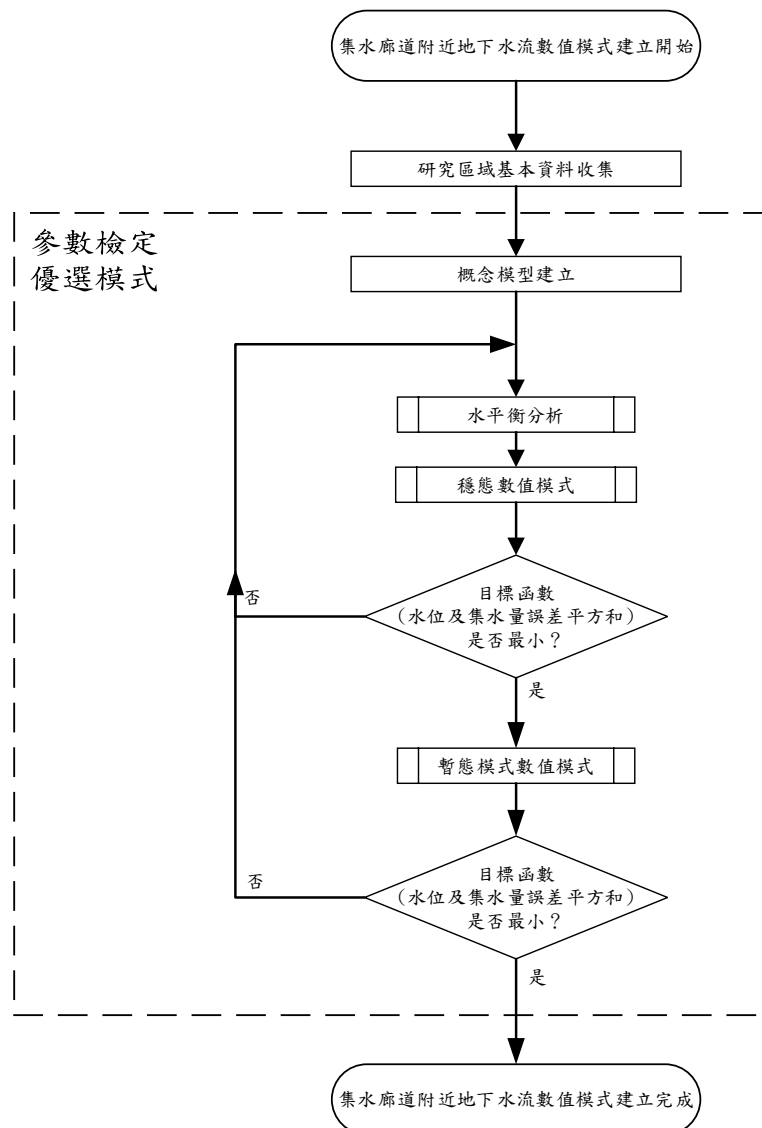 集水廊道附近地下水流數值模式建立開始
研究區域基本資料收集
參數檢定
優選模式
概念模型建立
水平衡分析
穩態數值模式
目標函數
（水位及集水量誤差平方和）
是否最小？
否
是
暫態模式數值模式
目標函數
（水位及集水量誤差平方和）
是否最小？
否
是
集水廊道附近地下水流數值模式建立完成